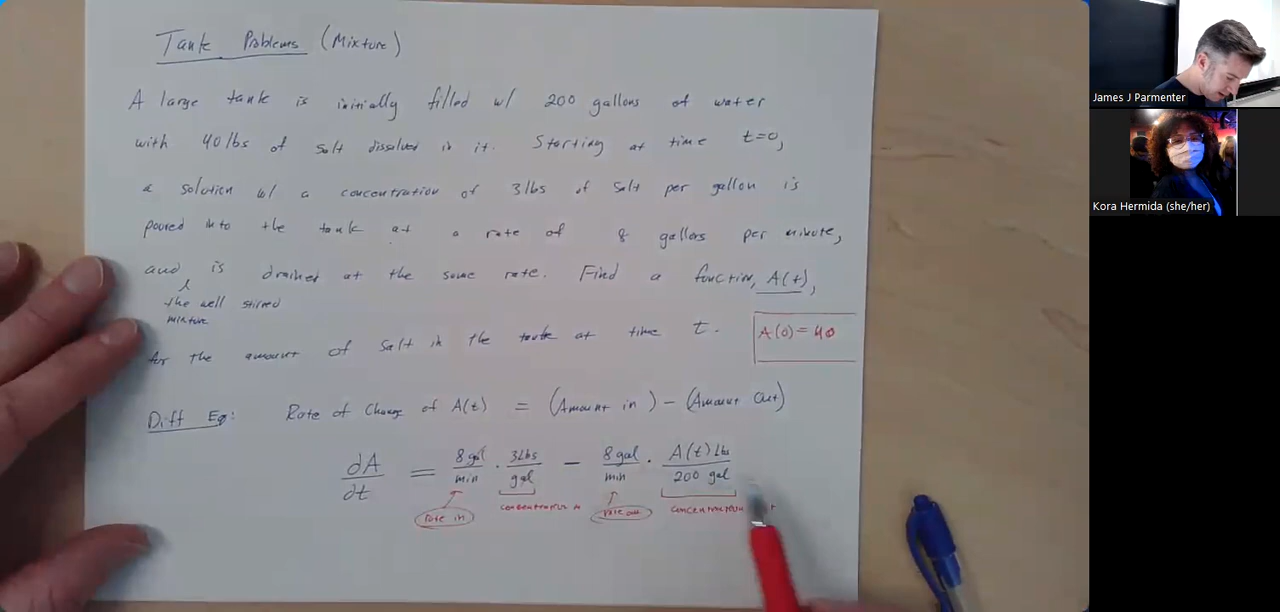 Tank Problems (Mixture)
A large tank is initially filled w/ 200 gallons of water
with 40 lbs of salt dissolved in it. Starting at time t=0,
a solution w/ a concentration of 3 lbs of salt per gallon is
poured into the tank at a rate of 8 gallons per minute,
and is drained at the same rate. Find a function, A(t),
the well stirred
mixture
for the amount of salt in the tank at time t.
A(0) = 40
Diff Eq: Rate of Change of A(t) = (Amount in) - (Amount Out)
dA/dt = 8 gal/min · 3 Lbs/gal - 8 gal/min · A(t) Lbs/200 gal
rate in concentration rate out concentration
James J Parmenter
Kora Hermida (she/her)